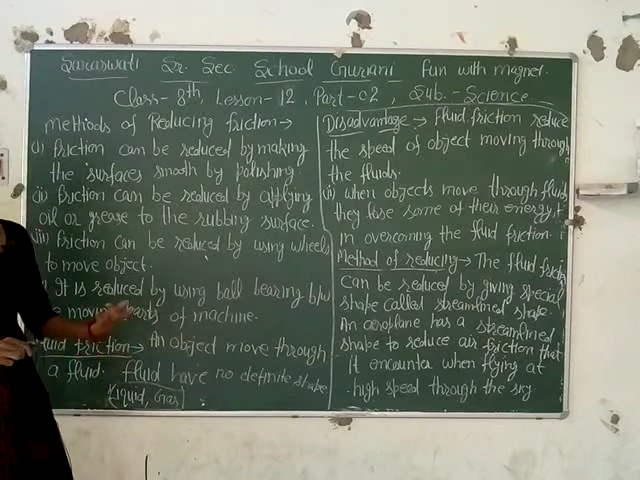 Saraswati Sr. Sec. School Guriani Fun with magnet.
Class- 8th, Lesson- 12, Part- 02, Sub.- Science
methods of Reducing friction →
(i) friction can be reduced by making
the surfaces smooth by polishing.
(ii) friction can be reduced by applying
oil or grease to the rubbing surface.
(iii) friction can be reduced by using wheels
to move object.
It is reduced by using ball bearing b/w
moving parts of machine.
fluid friction → An object move through
a fluid. fluid have no definite shape
(Liquid, Gas)
Disadvantage → fluid friction reduce
the speed of object moving through
the fluids.
(ii) when objects move through fluids
they lose some of their energy
in overcoming the fluid friction.
Method of reducing → The fluid friction
can be reduced by giving special
shape called streamlined shape.
An aeroplane has a streamlined
shape to reduce air friction that
it encounter when flying at
high speed through the sky